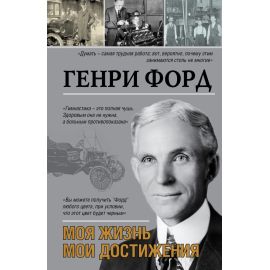 «Думать – самая трудная работа; вот, вероятно, почему этим
занимаются столь не многие»
ГЕНРИ ФОРД
«Гимнастика – это полная чушь.
Здоровым она не нужна,
а больным противопоказана»
«Вы можете получить "Форд"
любого цвета, при условии,
что этот цвет будет черным»
МОЯ ЖИЗНЬ
МОИ ДОСТИЖЕНИЯ